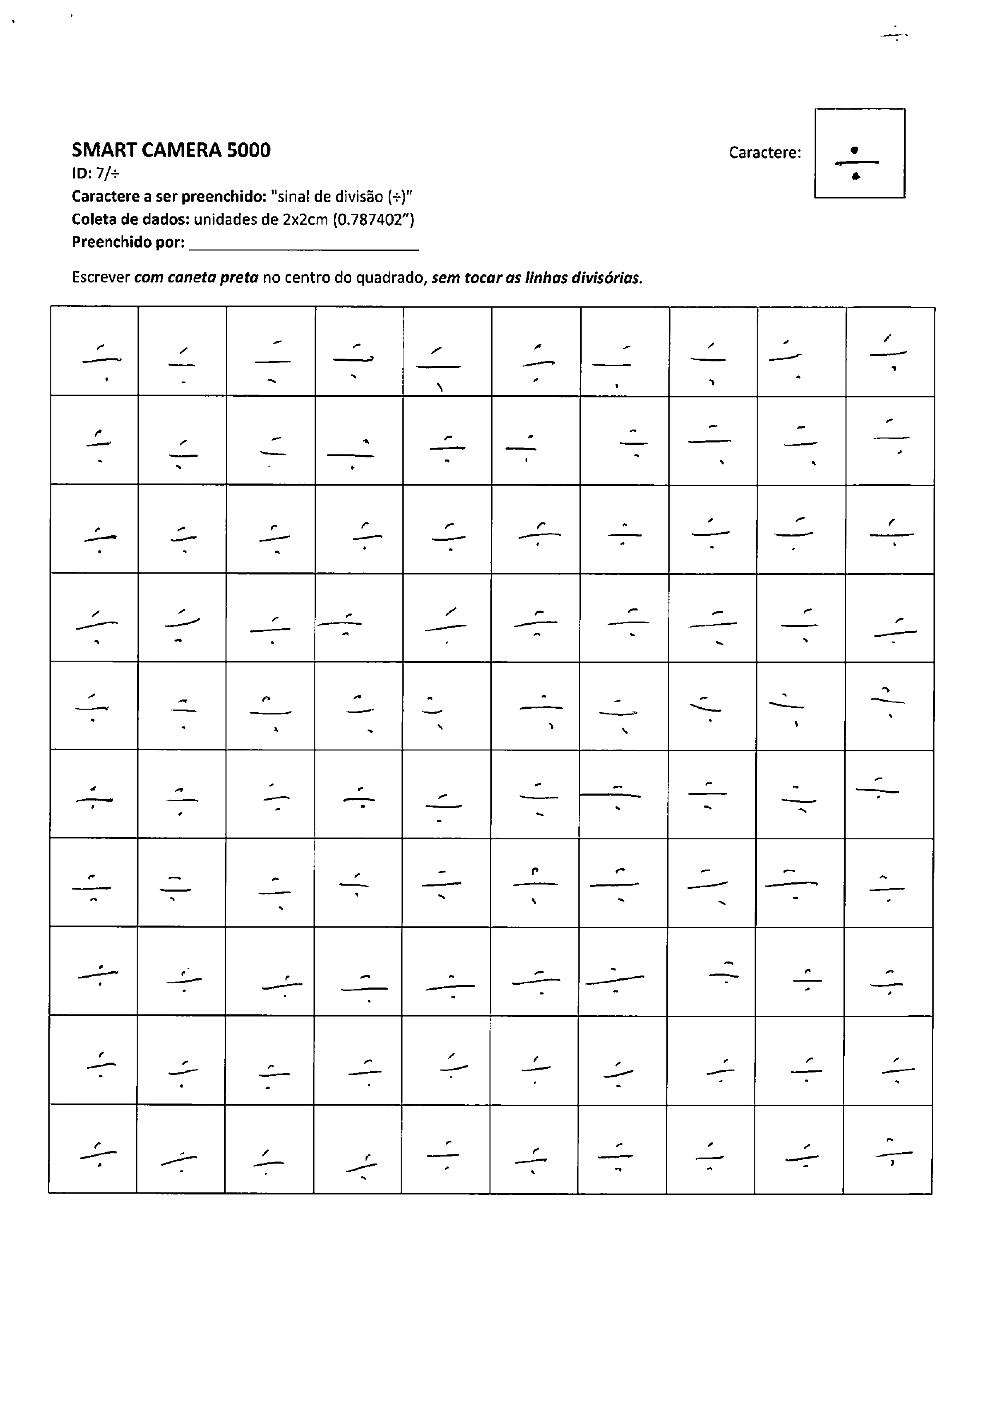 ÷
SMART CAMERA 5000
Caractere: ÷
ID: 7/÷
Caractere a ser preenchido: "sinal de divisão (÷)"
Coleta de dados: unidades de 2x2cm (0.787402”)
Preenchido por: ____________________
Escrever com caneta preta no centro do quadrado, sem tocar as linhas divisórias.
÷ ÷ ÷ ÷ ÷ ÷ ÷ ÷ ÷ ÷
÷ ÷ ÷ ÷ ÷ ÷ ÷ ÷ ÷ ÷
÷ ÷ ÷ ÷ ÷ ÷ ÷ ÷ ÷ ÷
÷ ÷ ÷ ÷ ÷ ÷ ÷ ÷ ÷ ÷
÷ ÷ ÷ ÷ ÷ ÷ ÷ ÷ ÷ ÷
÷ ÷ ÷ ÷ ÷ ÷ ÷ ÷ ÷ ÷
÷ ÷ ÷ ÷ ÷ ÷ ÷ ÷ ÷ ÷
÷ ÷ ÷ ÷ ÷ ÷ ÷ ÷ ÷ ÷
÷ ÷ ÷ ÷ ÷ ÷ ÷ ÷ ÷ ÷
÷ ÷ ÷ ÷ ÷ ÷ ÷ ÷ ÷ ÷